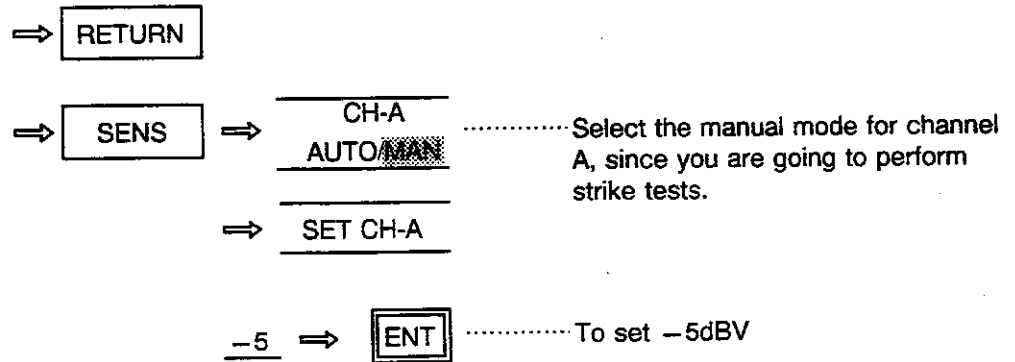 ⇒ RETURN
⇒ SENS ⇒ CH-A
AUTO/MAN
············Select the manual mode for channel
A, since you are going to perform
strike tests.
⇒ SET CH-A
−5 ⇒ ENT ············To set −5dBV